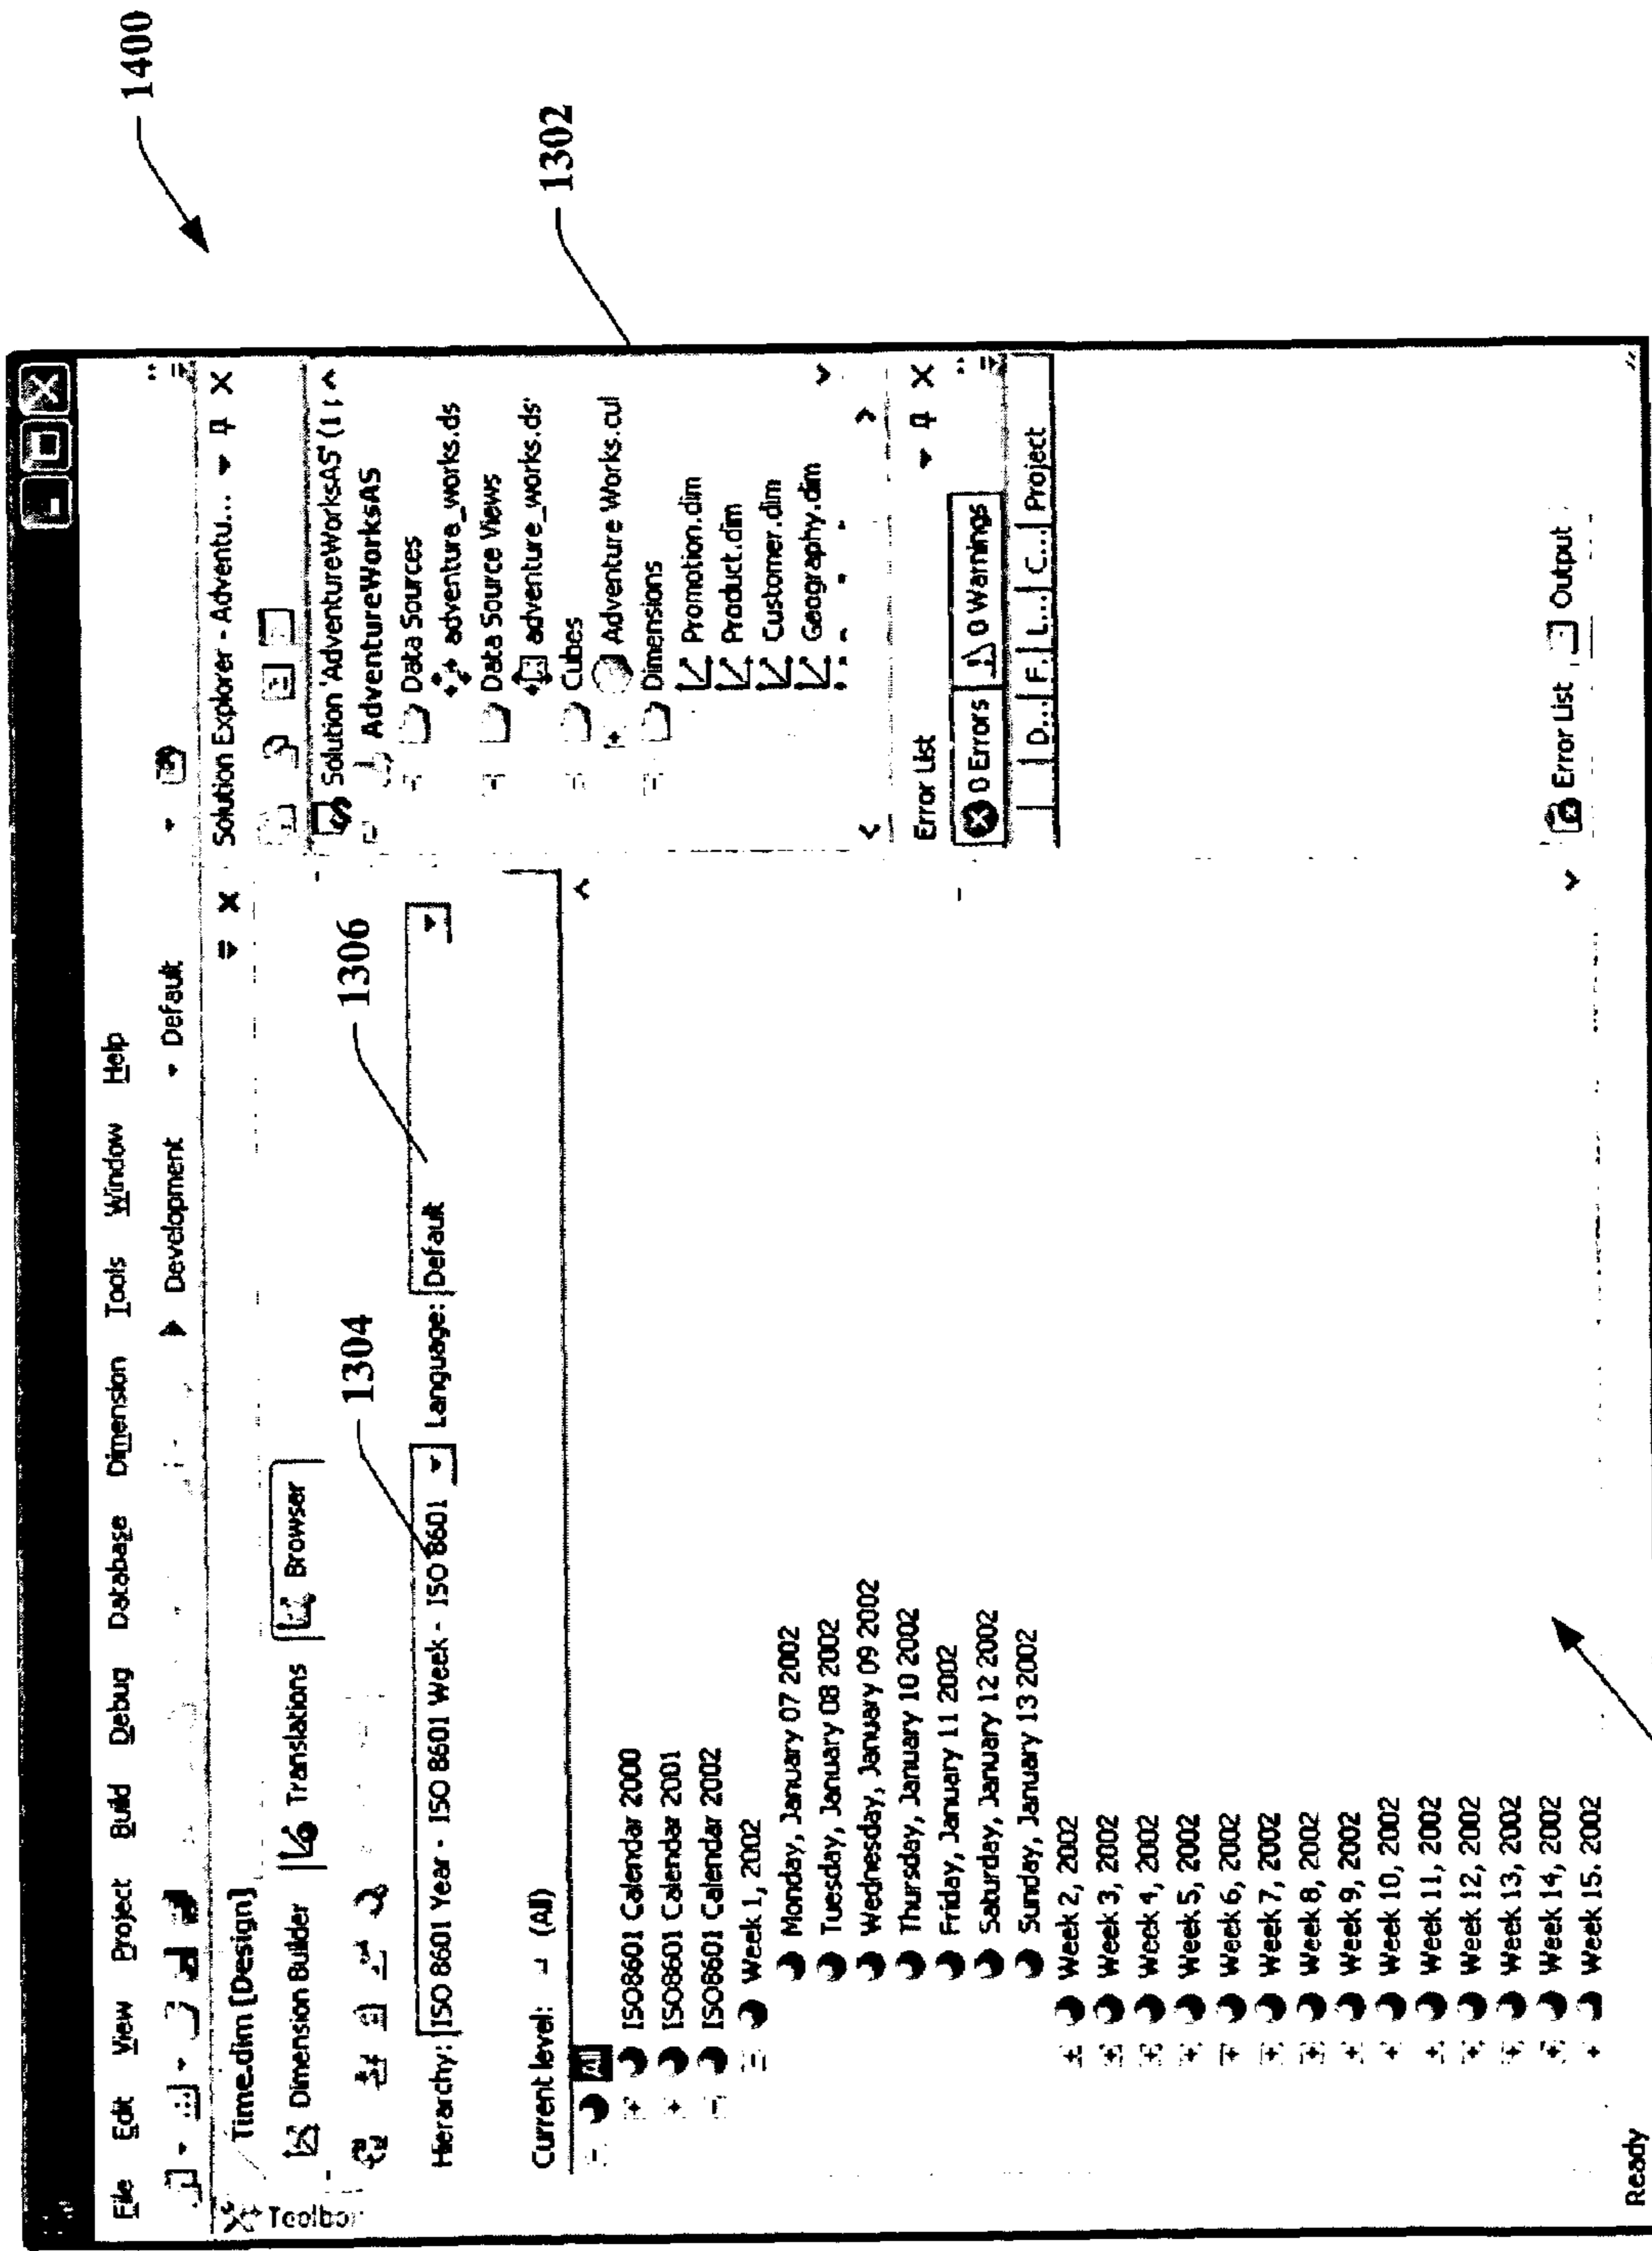 1400
1302
File Edit View Project Build Debug Database Dimension Tools Window Help
Development Default
Time.dim [Design]
Dimension Builder Translations Browser
Toolbox
1304
1306
Hierarchy: ISO 8601 Year - ISO 8601 Week - ISO 8601 Language: Default
Current level: (All)
All
ISO8601 Calendar 2000
ISO8601 Calendar 2001
ISO8601 Calendar 2002
Week 1, 2002
Monday, January 07 2002
Tuesday, January 08 2002
Wednesday, January 09 2002
Thursday, January 10 2002
Friday, January 11 2002
Saturday, January 12 2002
Sunday, January 13 2002
Week 2, 2002
Week 3, 2002
Week 4, 2002
Week 5, 2002
Week 6, 2002
Week 7, 2002
Week 8, 2002
Week 9, 2002
Week 10, 2002
Week 11, 2002
Week 12, 2002
Week 13, 2002
Week 14, 2002
Week 15. 2002
Solution Explorer - Adventu...
Solution 'AdventureWorksAS' (1
AdventureWorksAS
Data Sources
adventure_works.ds
Data Source Views
adventure_works.ds
Cubes
Adventure Works.cul
Dimensions
Promotion.dim
Product.dim
Customer.dim
Geography.dim
Error List
0 Errors 0 Warnings
D... F. L... C... Project
Error List Output
Ready